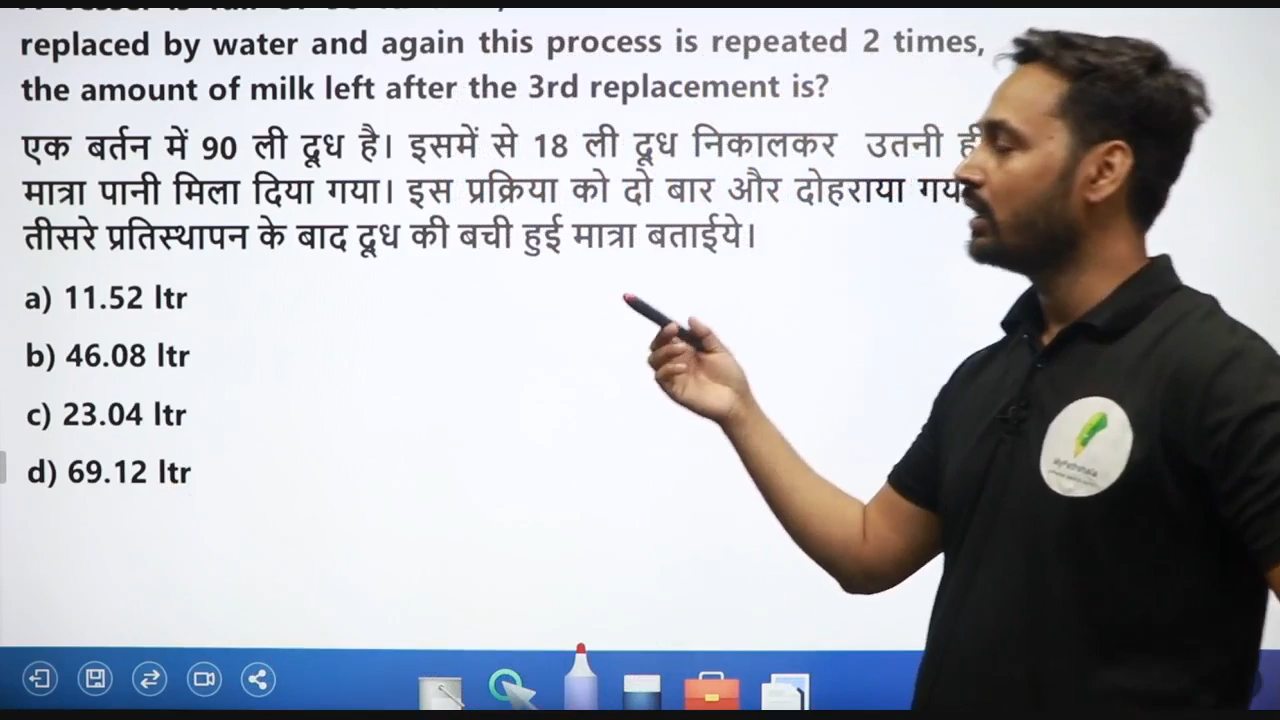 replaced by water and again this process is repeated 2 times,
the amount of milk left after the 3rd replacement is?
एक बर्तन में 90 ली दूध है। इसमें से 18 ली दूध निकालकर उतनी ही
मात्रा पानी मिला दिया गया। इस प्रक्रिया को दो बार और दोहराया
तीसरे प्रतिस्थापन के बाद दूध की बची हुई मात्रा बताईये।
a) 11.52 ltr
b) 46.08 ltr
c) 23.04 ltr
d) 69.12 ltr
MyPathshala